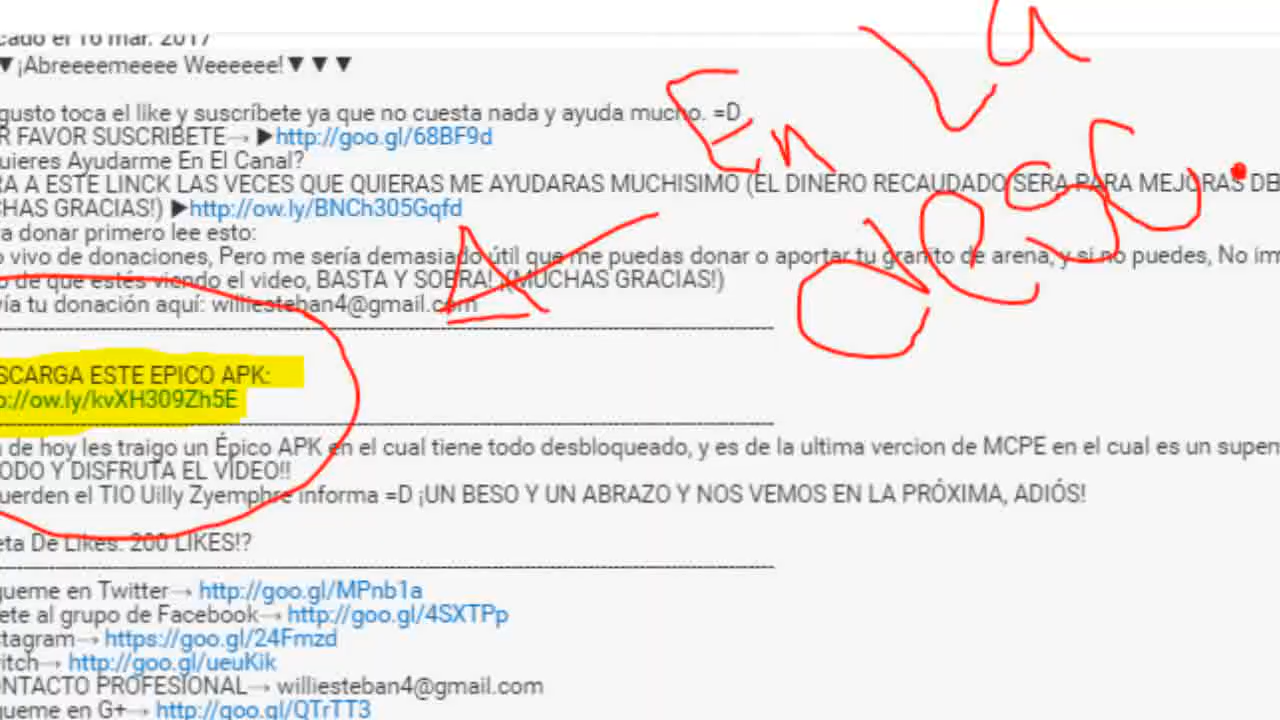 cado el 16 mar. 2017
▼¡Abreeeemeeee Weeeeee!▼ ▼ ▼
gusto toca el like y suscríbete ya que no cuesta nada y ayuda mucho. =D
R FAVOR SUSCRIBETE→ ▶http://goo.gl/68BF9d
uieres Ayudarme En El Canal?
RA A ESTE LINCK LAS VECES QUE QUIERAS ME AYUDARAS MUCHISIMO (EL DINERO RECAUDADO SERA PARA MEJORAS DE
CHAS GRACIAS!) ▶http://ow.ly/BNCh305Gqfd
a donar primero lee esto:
o vivo de donaciones, Pero me sería demasiado útil que me puedas donar o aportar tu granito de arena, y si no puedes, No im
o de que estés viendo el video, BASTA Y SOBRA! ¡(MUCHAS GRACIAS!)
vía tu donación aquí: williesteban4@gmail.com
SCARGA ESTE EPICO APK:
p://ow.ly/kvXH309Zh5E
a de hoy les traigo un Épico APK en el cual tiene todo desbloqueado, y es de la ultima vercion de MCPE en el cual es un super
ODO Y DISFRUTA EL VÍDEO!!
uerden el TIO Uilly Zyemphre informa =D ¡UN BESO Y UN ABRAZO Y NOS VEMOS EN LA PRÓXIMA, ADIÓS!
eta De Likes: 200 LIKES!?
gueme en Twitter→ http://goo.gl/MPnb1a
ete al grupo de Facebook→ http://goo.gl/4SXTPp
stagram→ https://goo.gl/24Fmzd
itch→ http://goo.gl/ueuKik
ONTACTO PROFESIONAL→ williesteban4@gmail.com
gueme en G+→ http://goo.gl/QTrTT3
En La
desc.